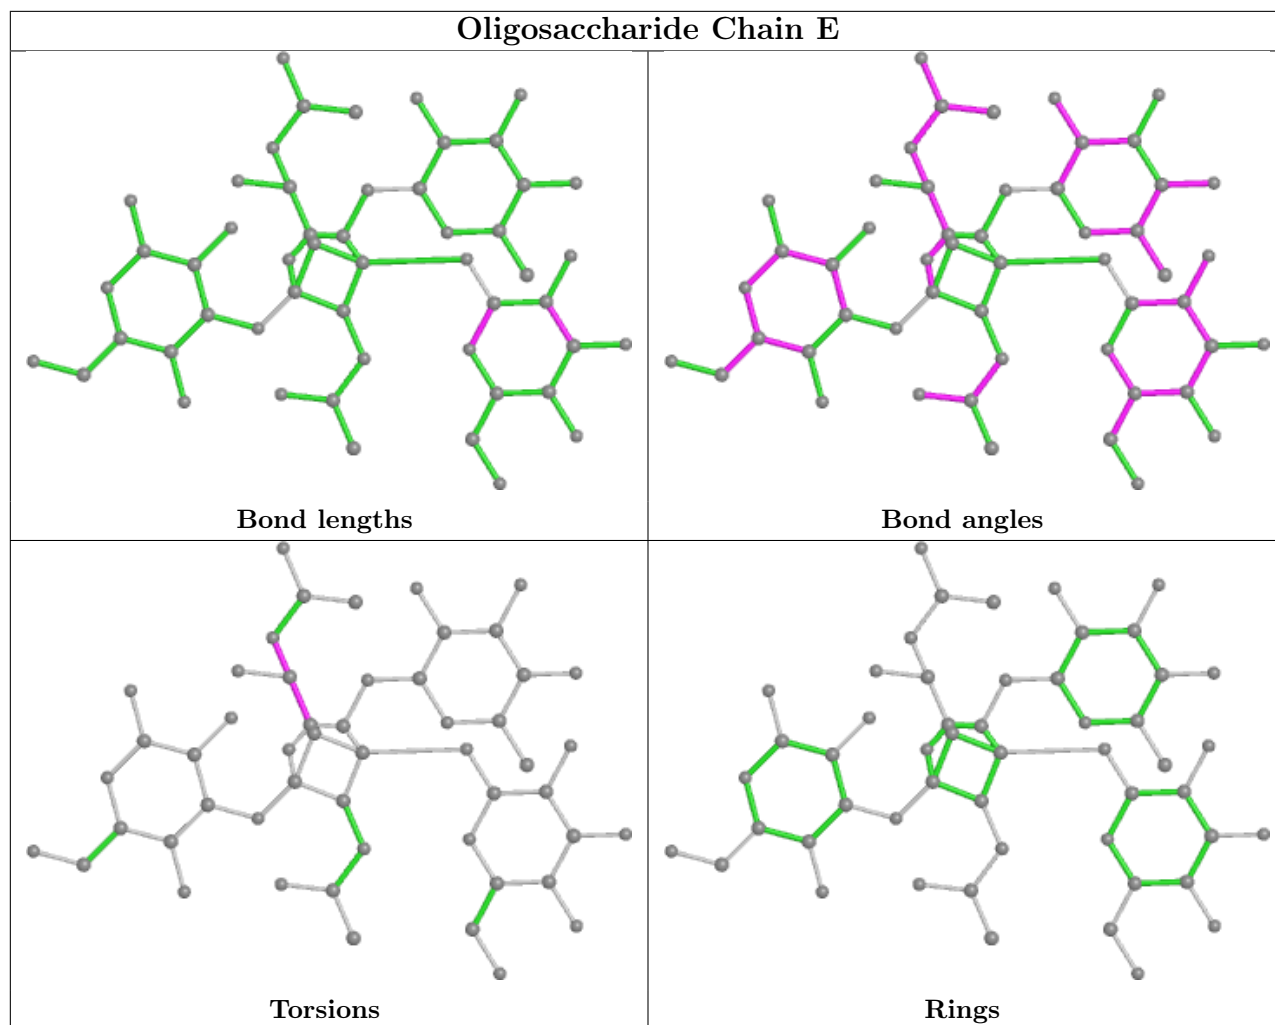 Oligosaccharide Chain E
Bond lengths
Bond angles
Torsions
Rings